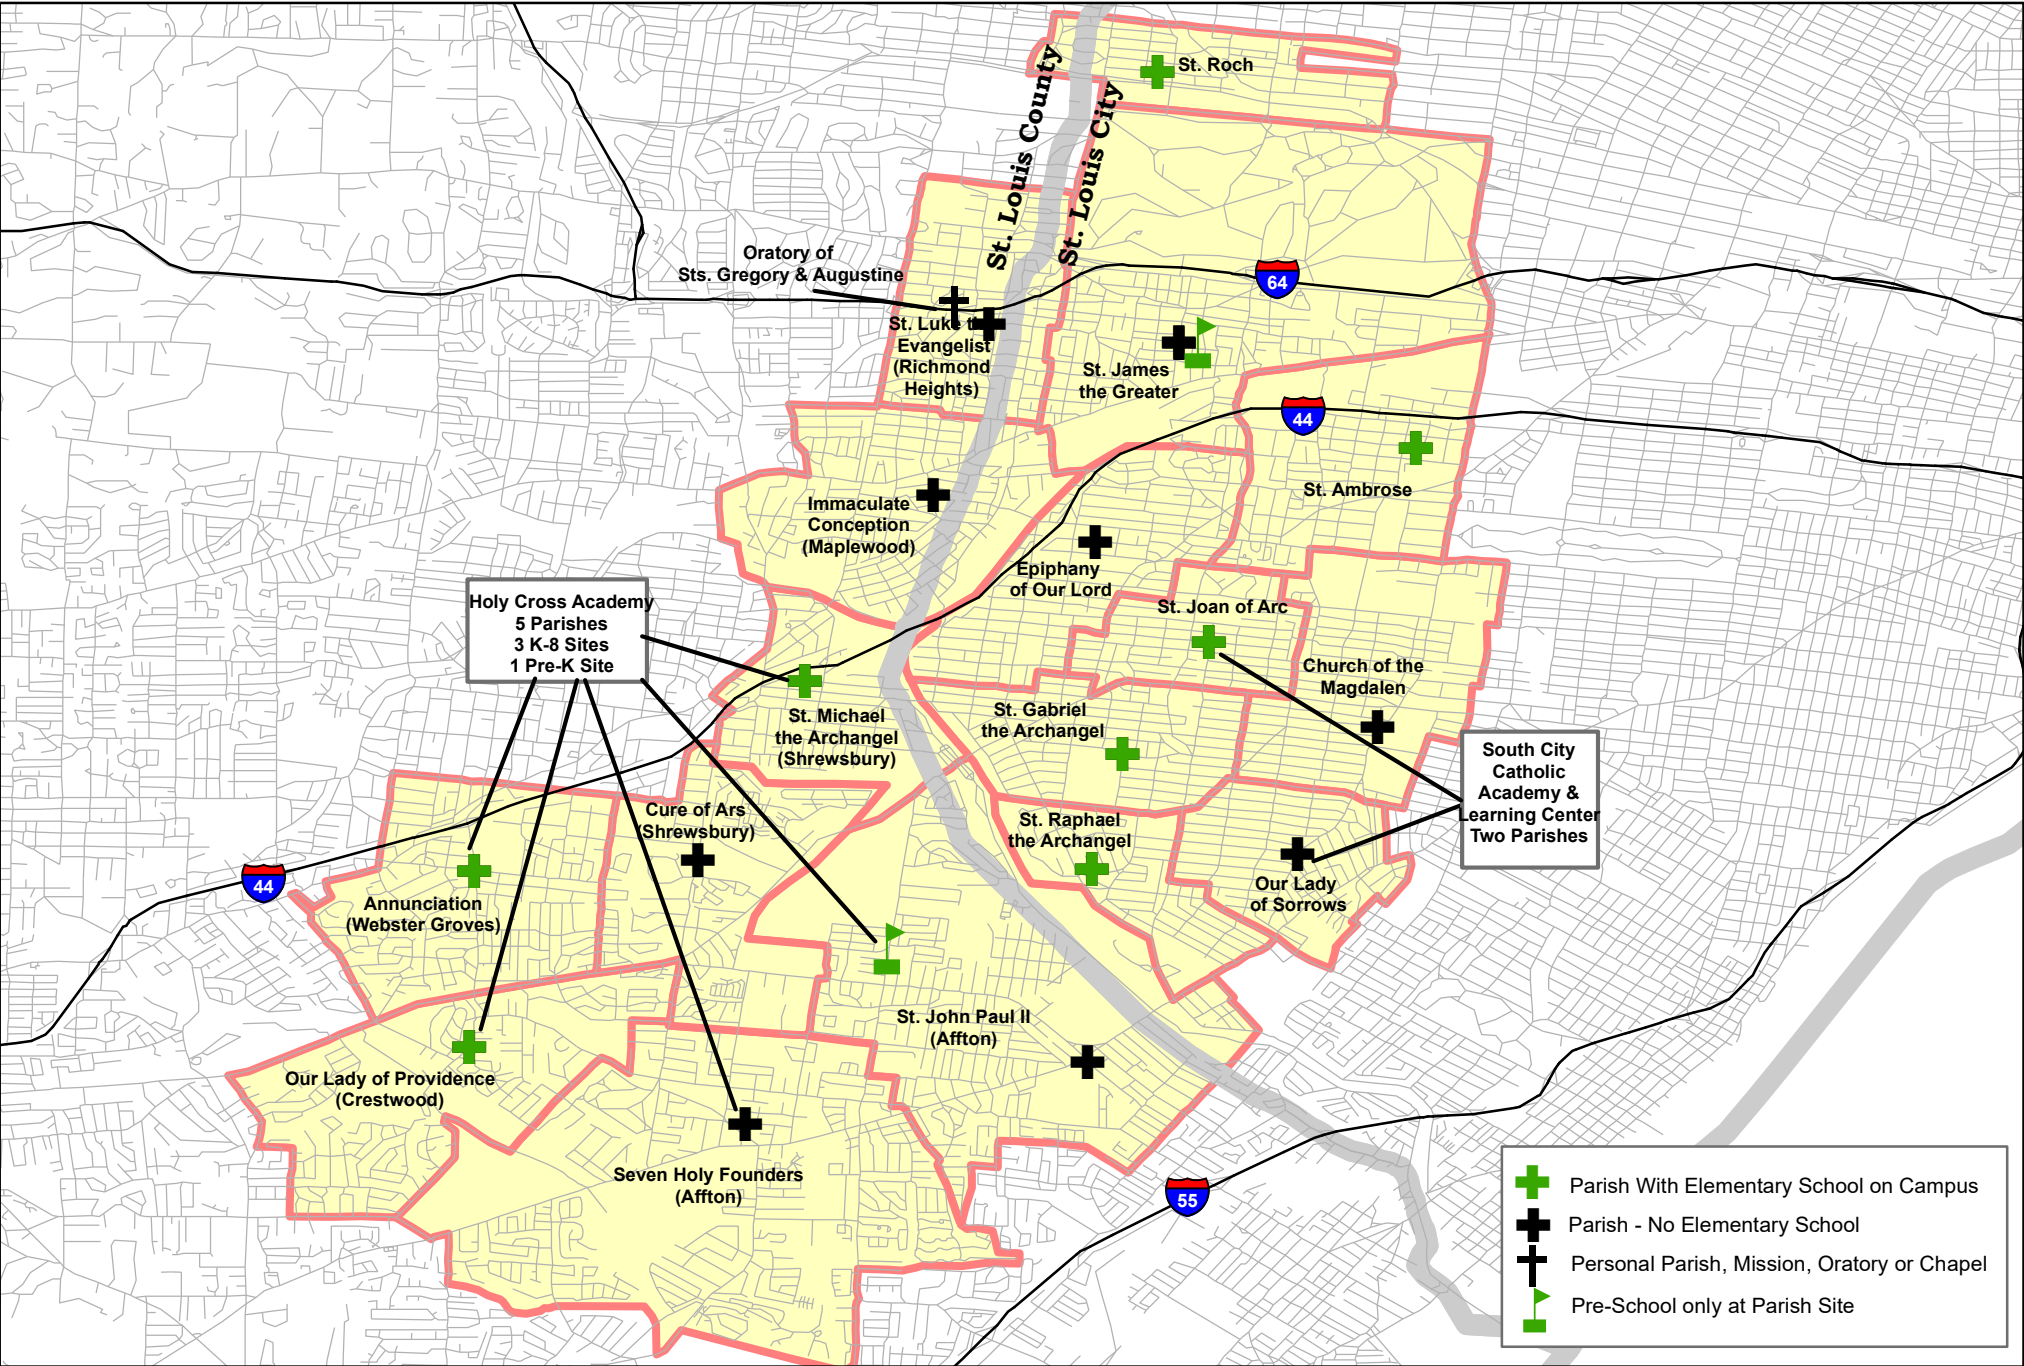 St. Louis County
St. Louis City
St. Roch
Oratory of
Sts. Gregory & Augustine
64
St. Luke the
Evangelist
(Richmond
Heights)
St. James
the Greater
44
St. Ambrose
Immaculate
Conception
(Maplewood)
Epiphany
of Our Lord
St. Joan of Arc
Holy Cross Academy
5 Parishes
3 K-8 Sites
1 Pre-K Site
Church of the
Magdalen
St. Michael
the Archangel
(Shrewsbury)
St. Gabriel
the Archangel
South City
Catholic
Academy &
Learning Center
Two Parishes
Cure of Ars
(Shrewsbury)
St. Raphael
the Archangel
44
Annunciation
(Webster Groves)
Our Lady
of Sorrows
St. John Paul II
(Affton)
Our Lady of Providence
(Crestwood)
Seven Holy Founders
(Affton)
55
Parish With Elementary School on Campus
Parish - No Elementary School
Personal Parish, Mission, Oratory or Chapel
Pre-School only at Parish Site